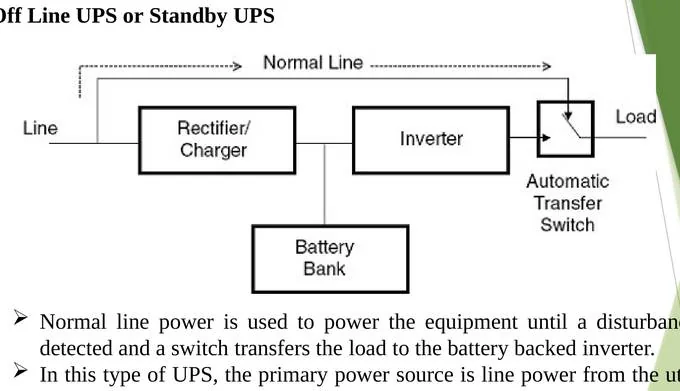 Off Line UPS or Standby UPS
Normal Line
Line
Rectifier/
Charger
Inverter
Load
Automatic
Transfer
Switch
Battery
Bank
Normal line power is used to power the equipment until a
detected and a switch transfers the load to the battery backed inverter.
In this type of UPS, the primary power source is line power from the